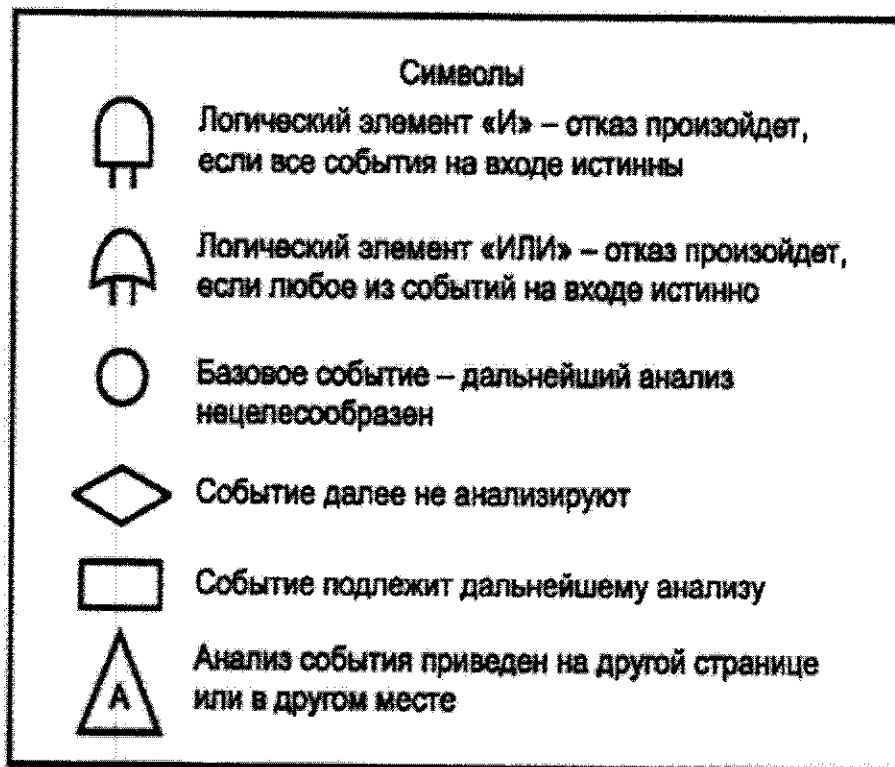 Символы
Логический элемент «И» – отказ произойдет,
если все события на входе истинны
Логический элемент «ИЛИ» – отказ произойдет,
если любое из событий на входе истинно
Базовое событие – дальнейший анализ
нецелесообразен
Событие далее не анализируют
Событие подлежит дальнейшему анализу
Анализ события приведен на другой странице
или в другом месте
А